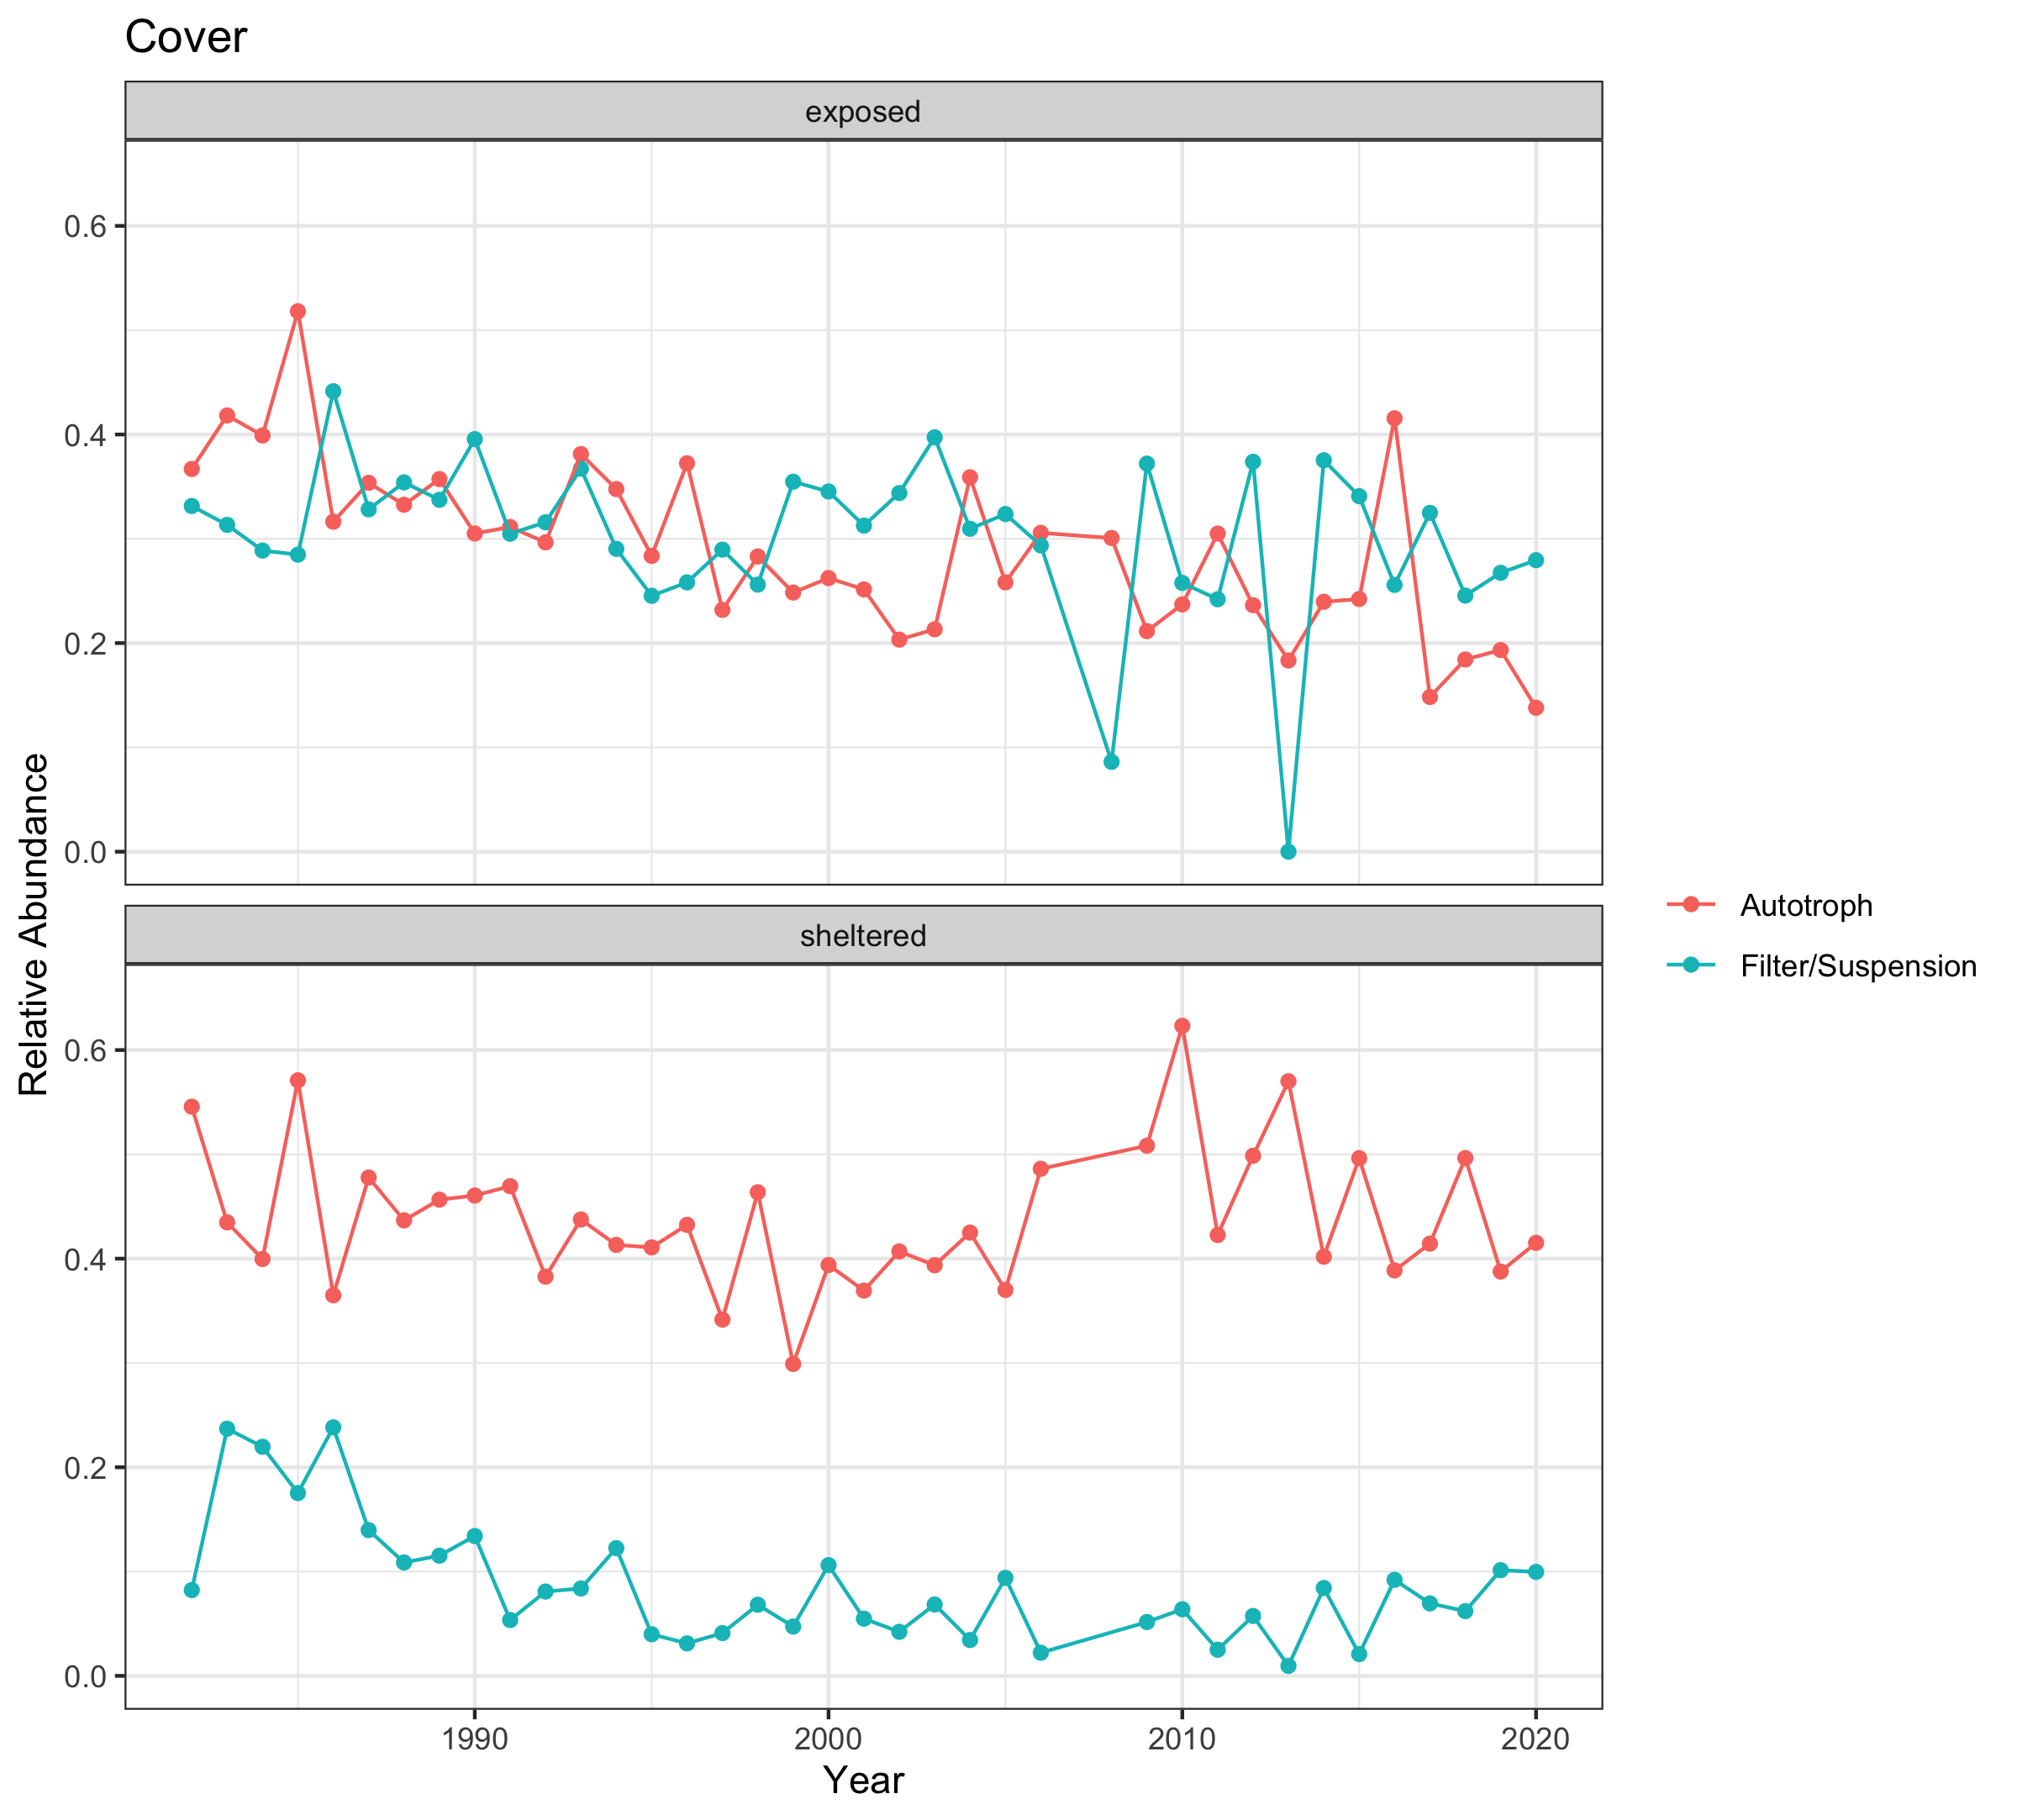 Cover
exposed
0.6
0.4
0.2
0.0
Relative Abundance
sheltered
0.6
0.4
0.2
0.0
1990 2000 2010 2020
Year
Autotroph
Filter/Suspension